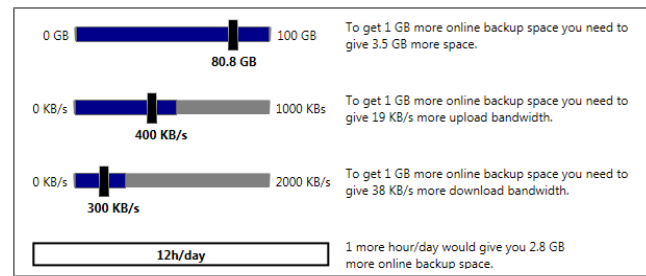 0 GB 100 GB To get 1 GB more online backup space you need to
give 3.5 GB more space.
80.8 GB
0 KB/s 1000 KBs To get 1 GB more online backup space you need to
give 19 KB/s more upload bandwidth.
400 KB/s
0 KB/s 2000 KB/s To get 1 GB more online backup space you need to
give 38 KB/s more download bandwidth.
300 KB/s
12h/day 1 more hour/day would give you 2.8 GB
more online backup space.